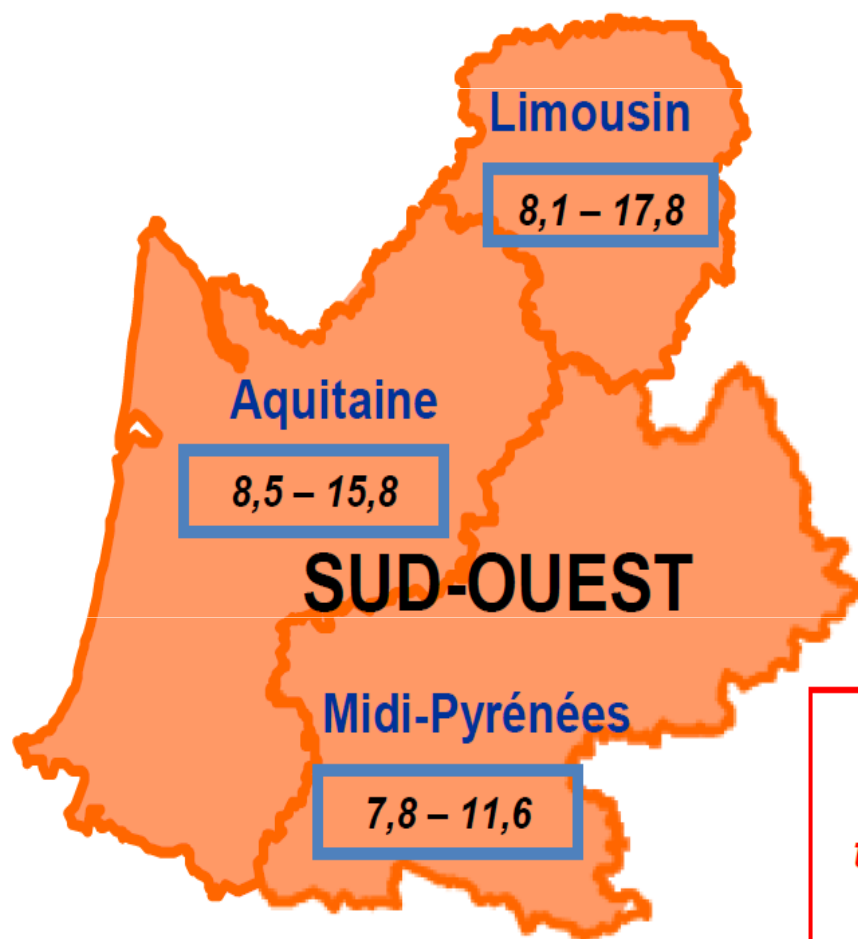 Limousin
8,1 – 17,8
Aquitaine
8,5 – 15,8
SUD-OUEST
Midi-Pyrénées
7,8 – 11,6